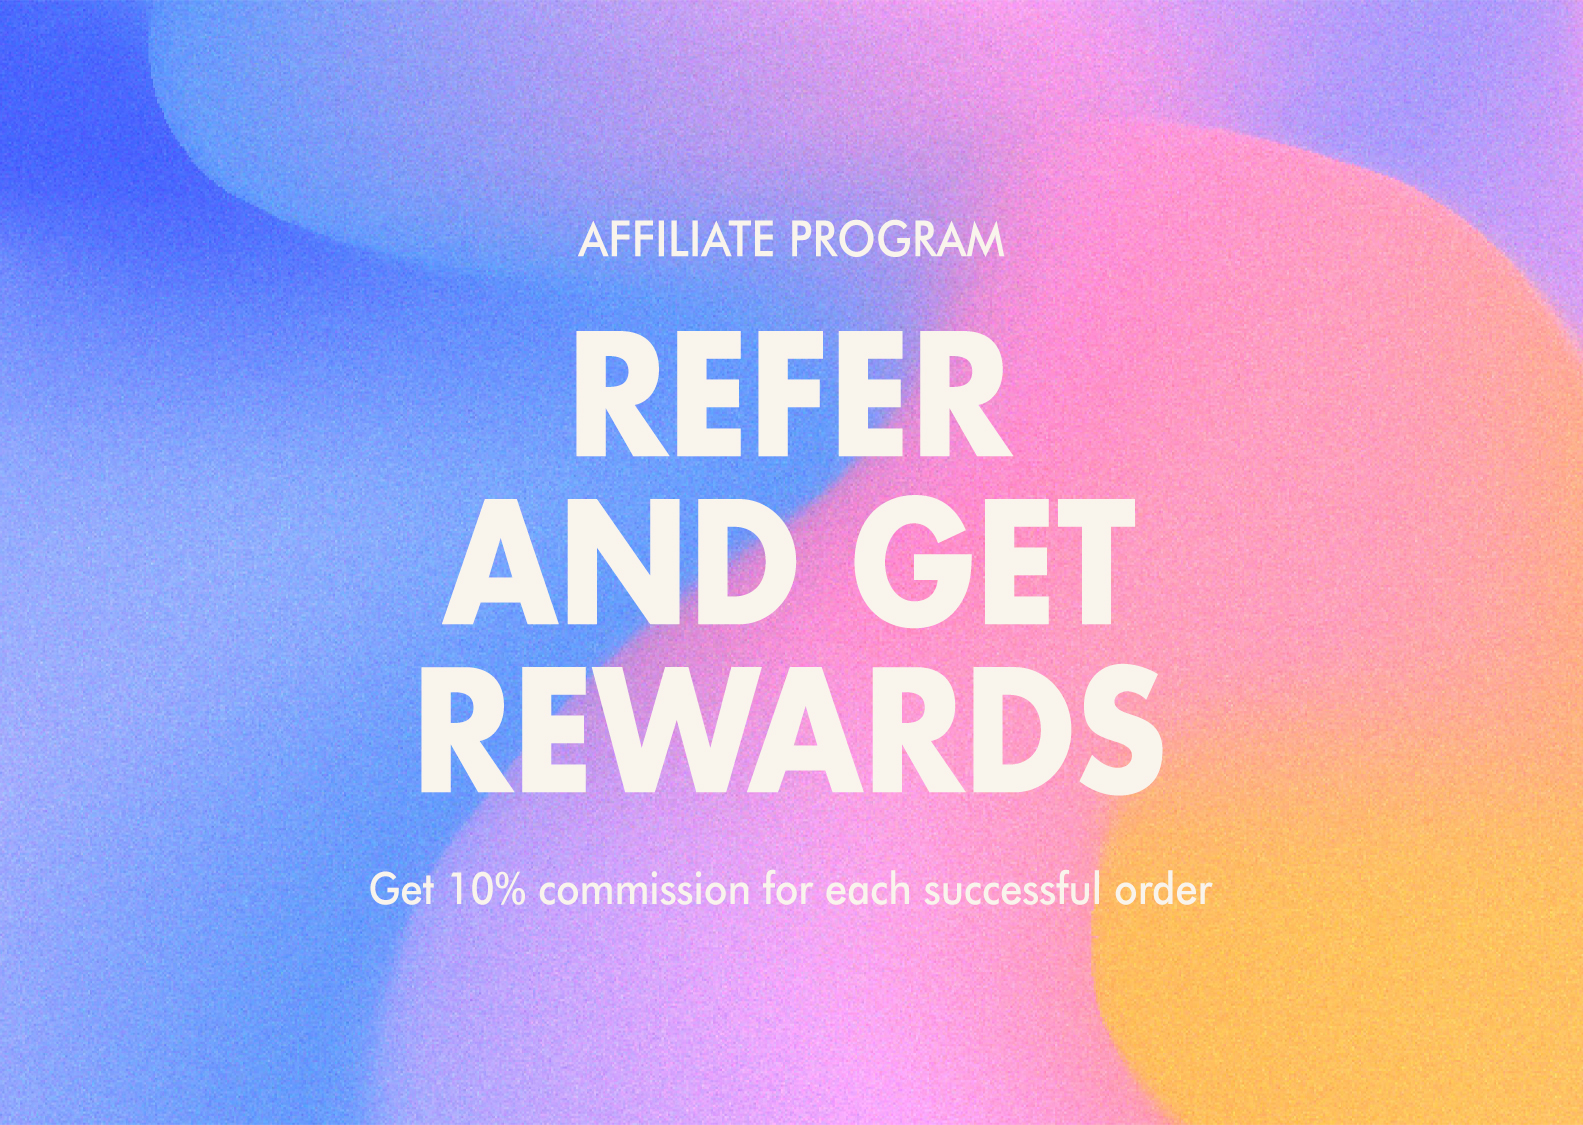 AFFILIATE PROGRAM
REFER
AND GET
REWARDS
Get 10% commission for each successful order